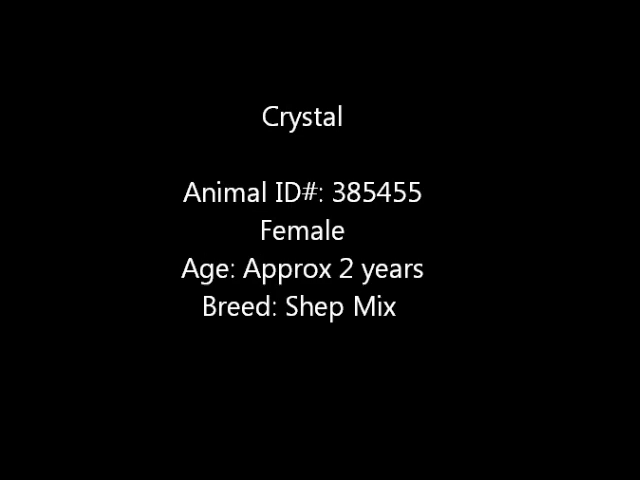 Crystal
Animal ID#: 385455
Female
Age: Approx 2 years
Breed: Shep Mix